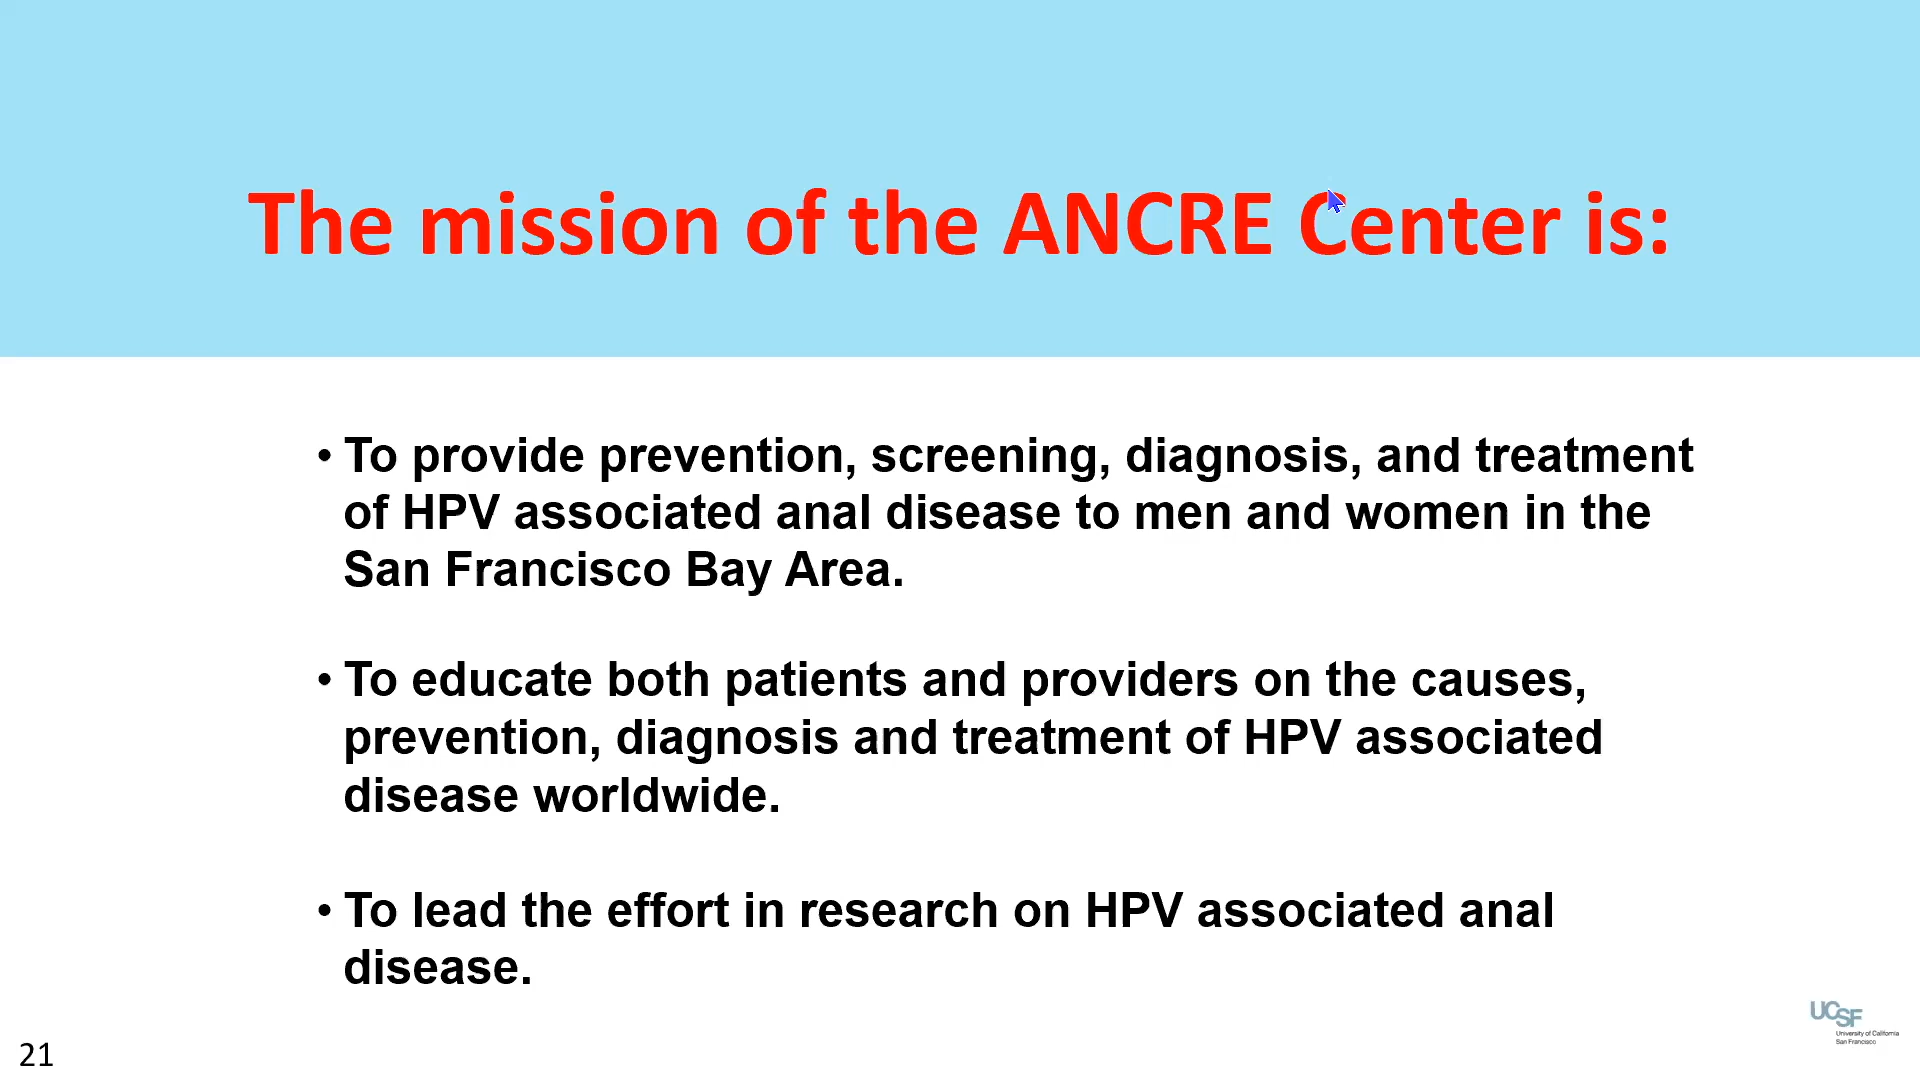 The mission of the ANCRE Center is:
• To provide prevention, screening, diagnosis, and treatment
of HPV associated anal disease to men and women in the
San Francisco Bay Area.
• To educate both patients and providers on the causes,
prevention, diagnosis and treatment of HPV associated
disease worldwide.
• To lead the effort in research on HPV associated anal
disease.
UCSF
University of California
San Francisco
21